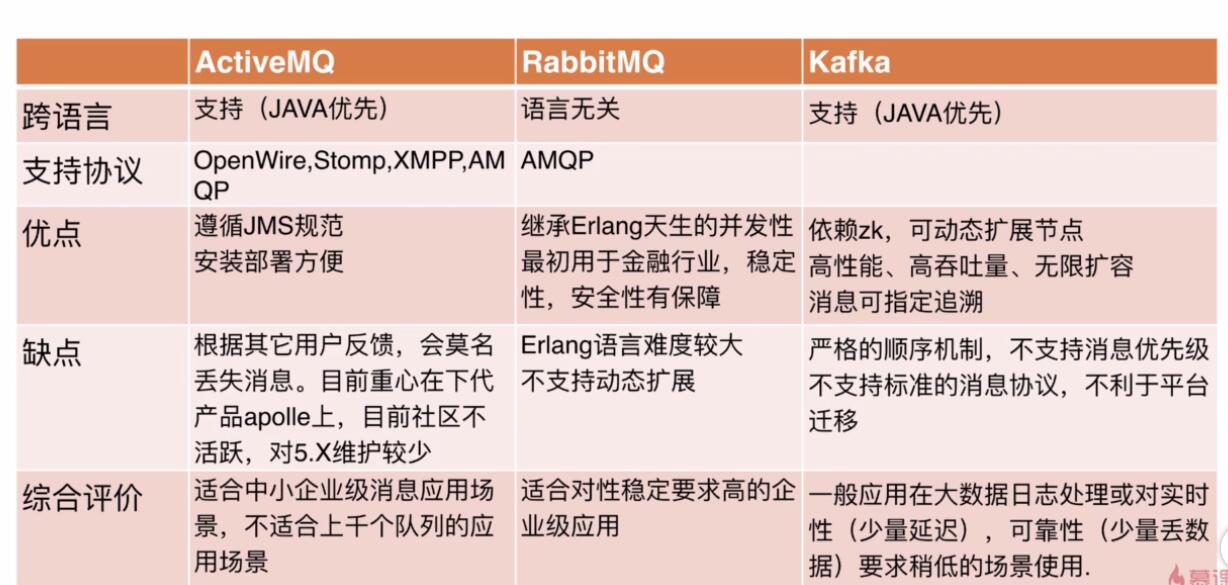 ActiveMQ RabbitMQ Kafka
跨语言 支持（JAVA优先） 语言无关 支持（JAVA优先）
支持协议 OpenWire,Stomp,XMPP,AM AMQP
QP
优点
遵循JMS规范
安装部署方便
继承Erlang天生的并发性
最初用于金融行业，稳定
性，安全性有保障
依赖zk，可动态扩展节点
高性能、高吞吐量、无限扩容
消息可指定追溯
缺点
根据其它用户反馈，会莫名
丢失消息。目前重心在下代
产品apolle上，目前社区不
活跃，对5.X维护较少
Erlang语言难度较大
不支持动态扩展
严格的顺序机制，不支持消息优先级
不支持标准的消息协议，不利于平台
迁移
综合评价
适合中小企业级消息应用场
景，不适合上千个队列的应
用场景
适合对性稳定要求高的企
业级应用
一般应用在大数据日志处理或对实时
性（少量延迟），可靠性（少量丢数
据）要求稍低的场景使用.